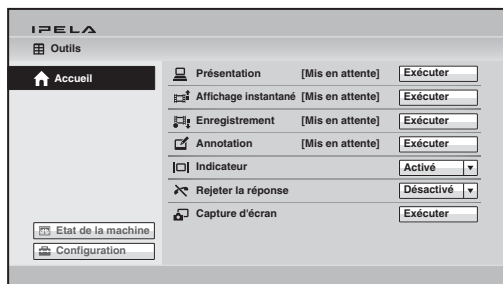 IPELA
Outils
Accueil
Présentation [Mis en attente] Exécuter
Affichage instantané [Mis en attente] Exécuter
Enregistrement [Mis en attente] Exécuter
Annotation [Mis en attente] Exécuter
Indicateur Activé
Rejeter la réponse Désactivé
Capture d'écran Exécuter
Etat de la machine
Configuration